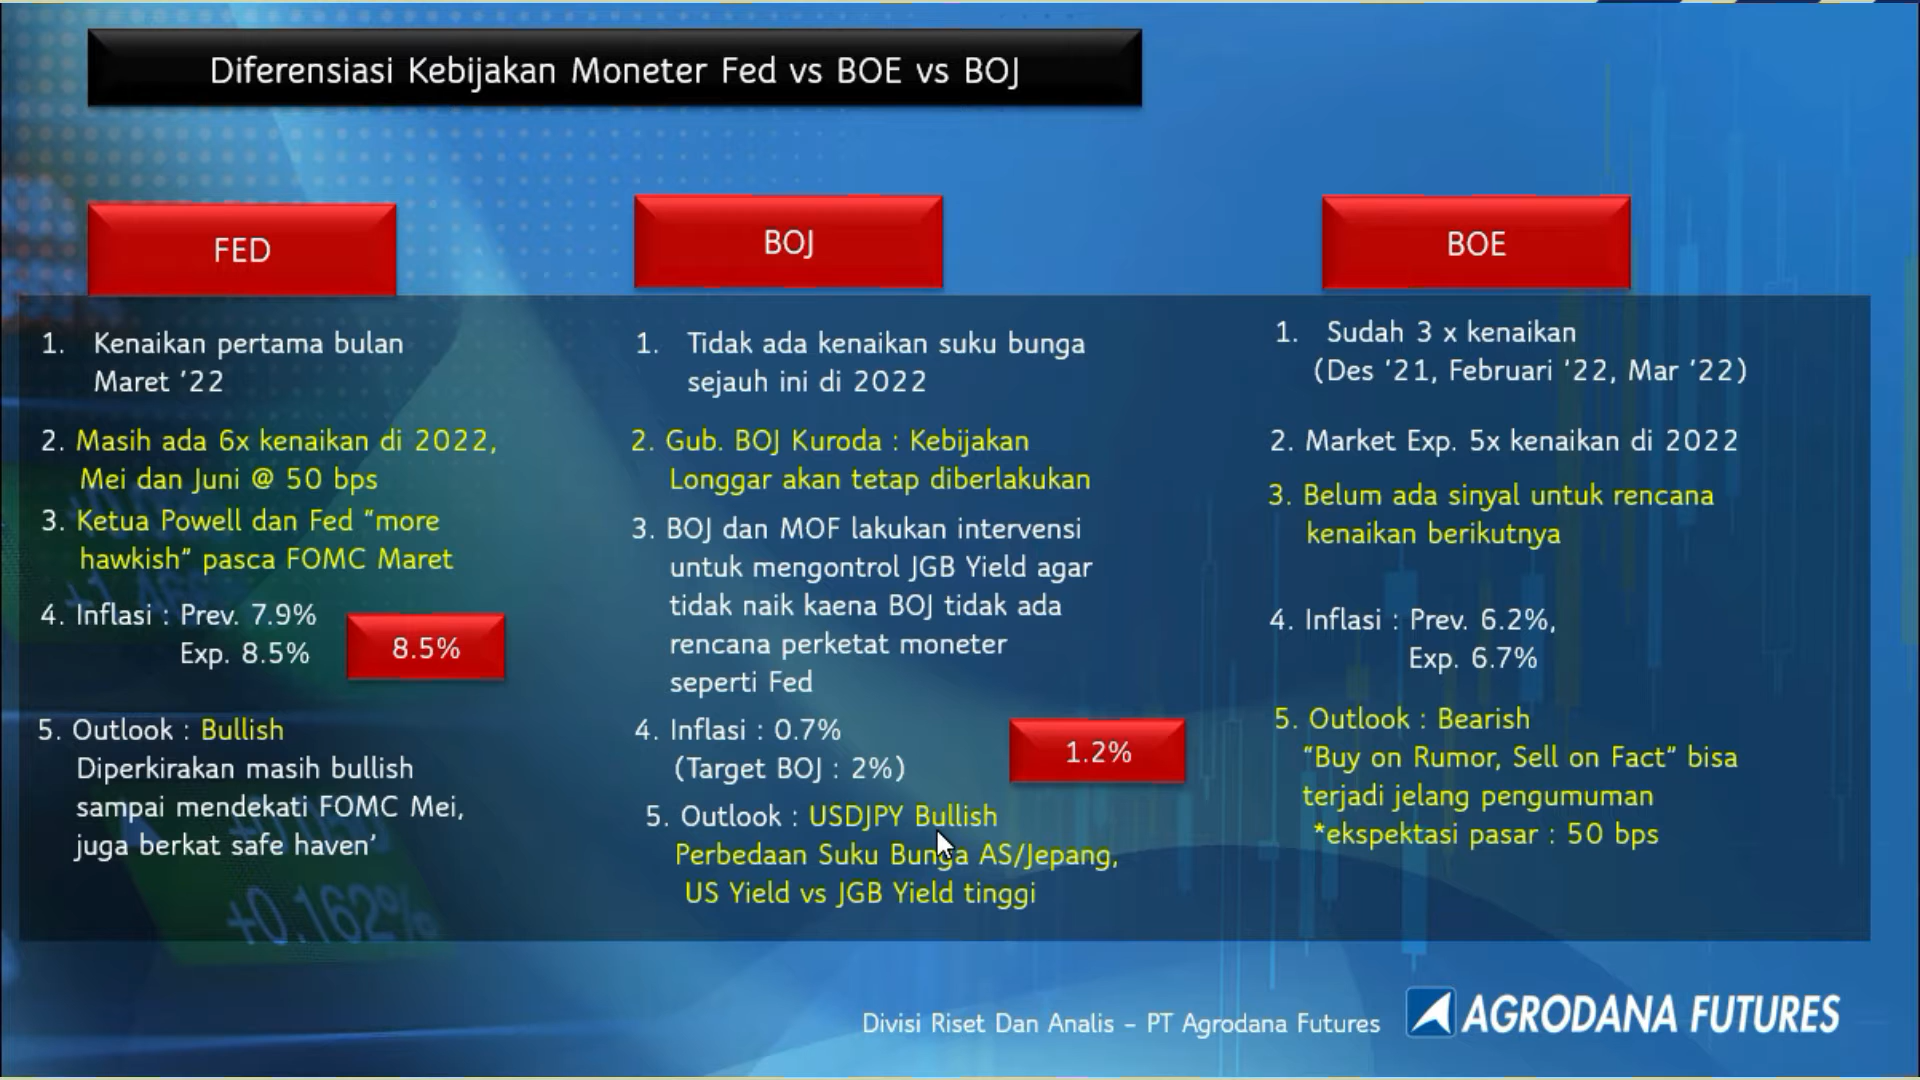 Diferensiasi Kebijakan Moneter Fed vs BOE vs BOJ
FED
1. Kenaikan pertama bulan
Maret '22
2. Masih ada 6x kenaikan di 2022,
Mei dan Juni @ 50 bps
3. Ketua Powell dan Fed "more
hawkish" pasca FOMC Maret
4. Inflasi : Prev. 7.9%
Exp. 8.5%
8.5%
5. Outlook : Bullish
Diperkirakan masih bullish
sampai mendekati FOMC Mei,
juga berkat safe haven'
BOJ
1. Tidak ada kenaikan suku bunga
sejauh ini di 2022
2. Gub. BOJ Kuroda : Kebijakan
Longgar akan tetap diberlakukan
3. BOJ dan MOF lakukan intervensi
untuk mengontrol JGB Yield agar
tidak naik kaena BOJ tidak ada
rencana perketat moneter
seperti Fed
4. Inflasi : 0.7%
(Target BOJ : 2%)
1.2%
5. Outlook : USDJPY Bullish
Perbedaan Suku Bunga AS/Jepang,
US Yield vs JGB Yield tinggi
BOE
1. Sudah 3 x kenaikan
(Des '21, Februari '22, Mar '22)
2. Market Exp. 5x kenaikan di 2022
3. Belum ada sinyal untuk rencana
kenaikan berikutnya
4. Inflasi : Prev. 6.2%,
Exp. 6.7%
5. Outlook : Bearish
"Buy on Rumor, Sell on Fact" bisa
terjadi jelang pengumuman
*ekspektasi pasar : 50 bps
+0.162%
Divisi Riset Dan Analis – PT Agrodana Futures
AGRODANA FUTURES